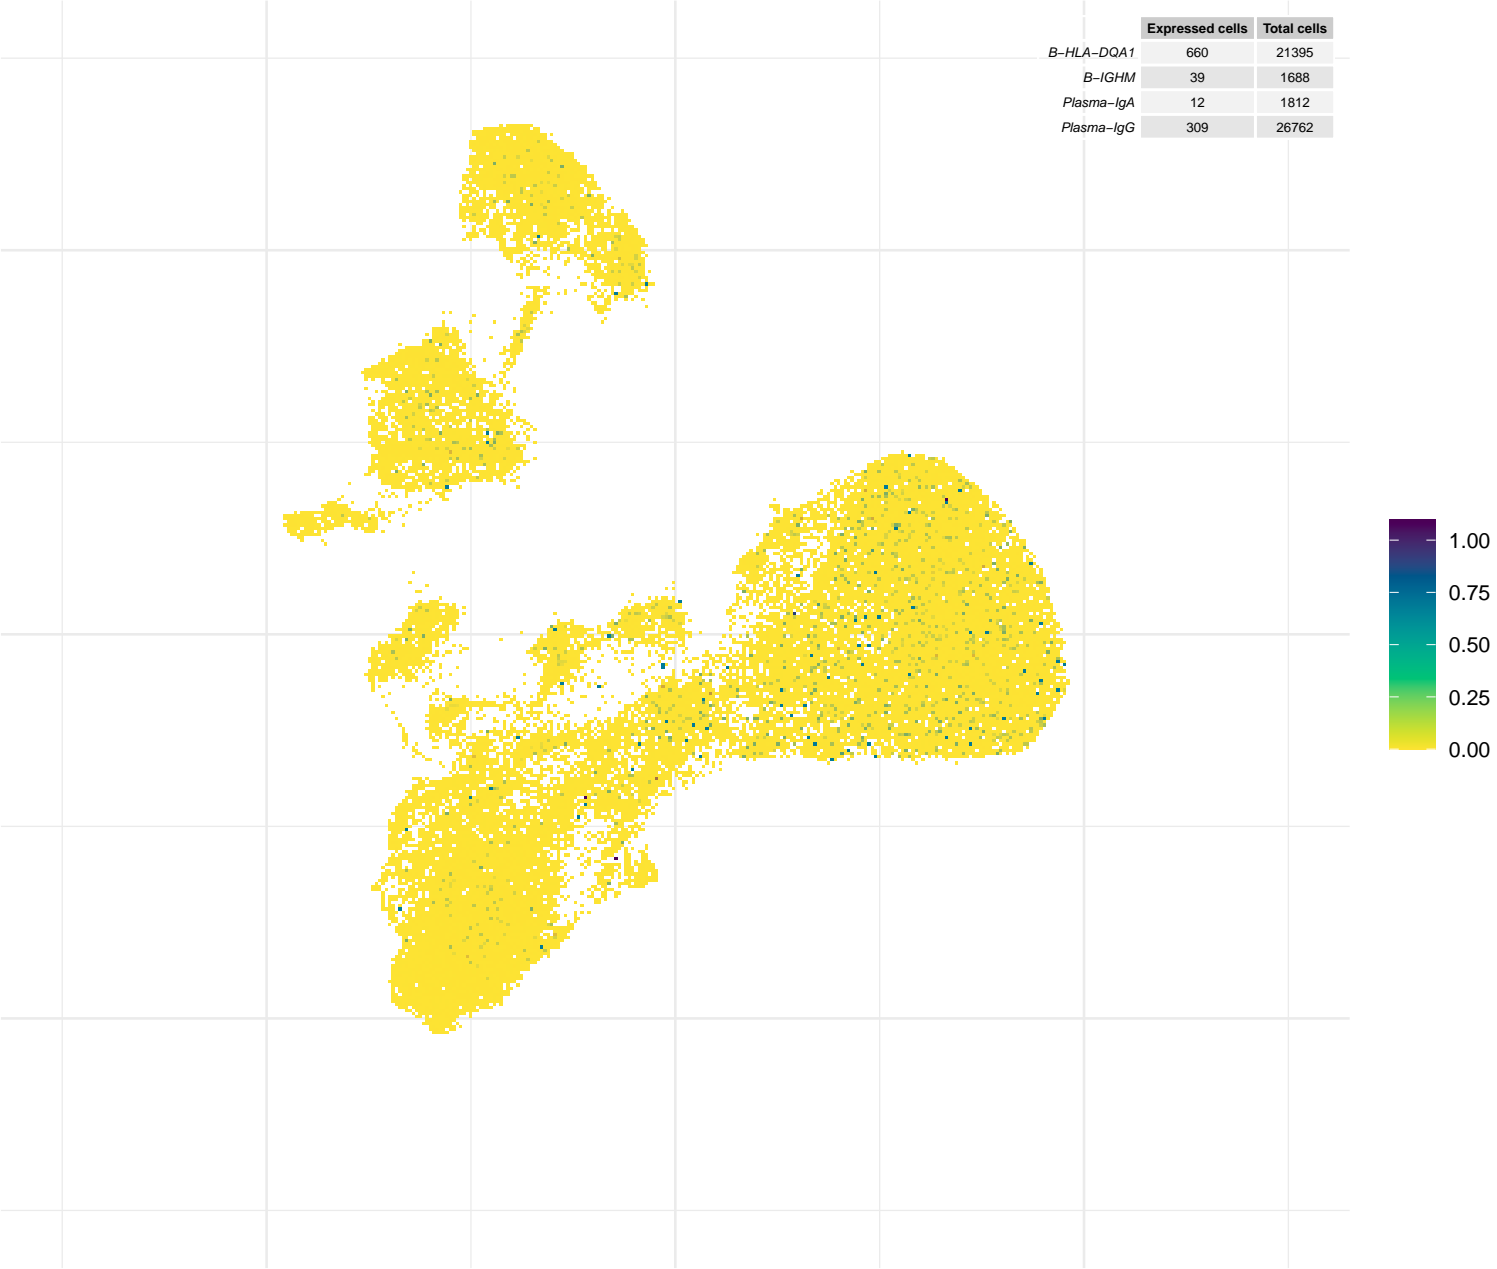 Expressed cells Total cells
B−HLA−DQA1 660 21395
B−IGHM 39 1688
Plasma−IgA 12 1812
Plasma−IgG 309 26762
1.00
0.75
0.50
0.25
0.00